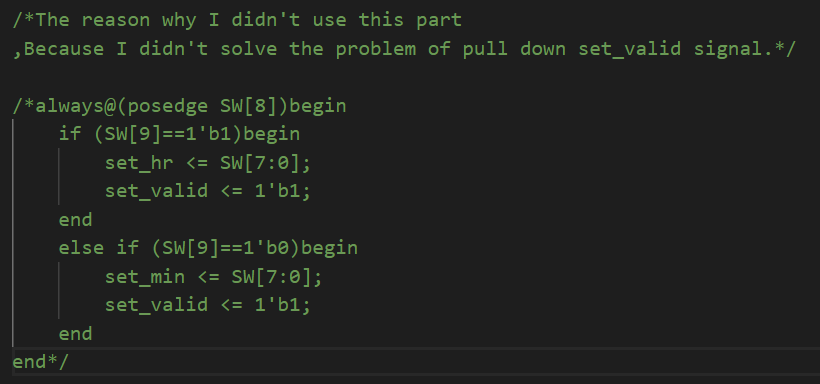 /*The reason why I didn't use this part
,Because I didn't solve the problem of pull down set_valid signal.*/
/*always@(posedge SW[8])begin
if (SW[9]==1'b1)begin
set_hr <= SW[7:0];
set_valid <= 1'b1;
end
else if (SW[9]==1'b0)begin
set_min <= SW[7:0];
set_valid <= 1'b1;
end
end*/